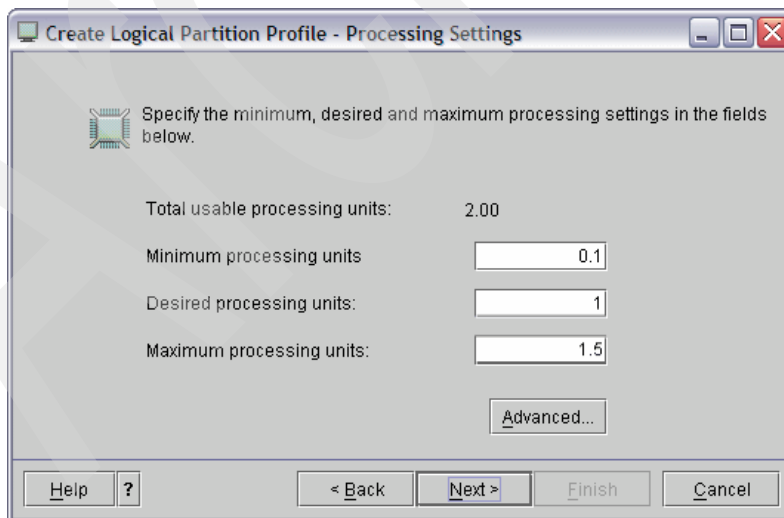 Create Logical Partition Profile - Processing Settings
Specify the minimum, desired and maximum processing settings in the fields
below.
Total usable processing units: 2.00
Minimum processing units 0.1
Desired processing units: 1
Maximum processing units: 1.5
Advanced...
Help ? < Back Next > Finish Cancel